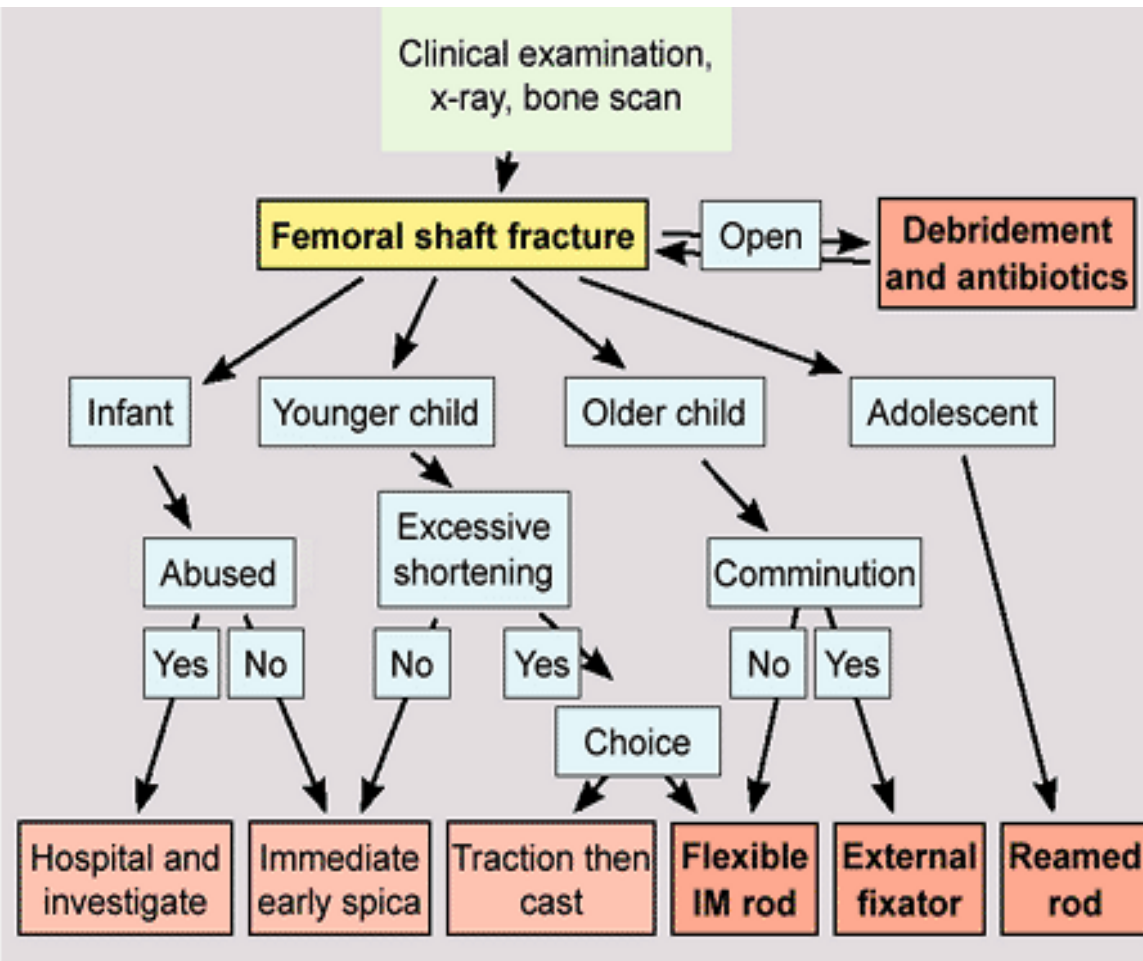 Clinical examination,
x-ray, bone scan
Femoral shaft fracture
Open
Debridement
and antibiotics
Infant
Younger child
Older child
Adolescent
Abused
Excessive
shortening
Comminution
Yes
No
No
Yes
No
Yes
Choice
Hospital and
investigate
Immediate
early spica
Traction then
cast
Flexible
IM rod
External
fixator
Reamed
rod